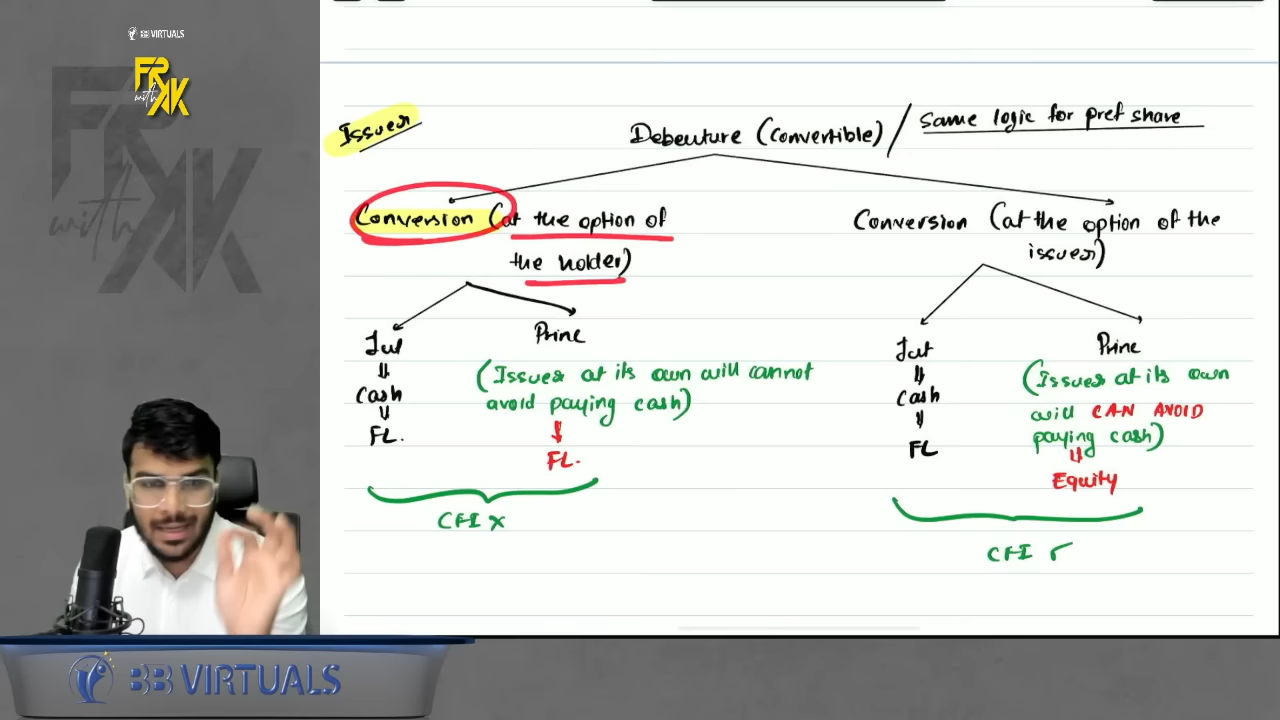 BB VIRTUALS
FR
with
AK
Issuer
Debenture (Convertible) / Same logic for pref share
Conversion (at the option of
the holder)
Conversion (at the option of the
issuer)
Int
Princ
Cash
FL.
(Issuer at its own will cannot
avoid paying cash)
FL.
CFI x
Int
Princ
Cash
FL
(Issuer at its own
will CAN AVOID
paying cash)
Equity
CFI
BB VIRTUALS